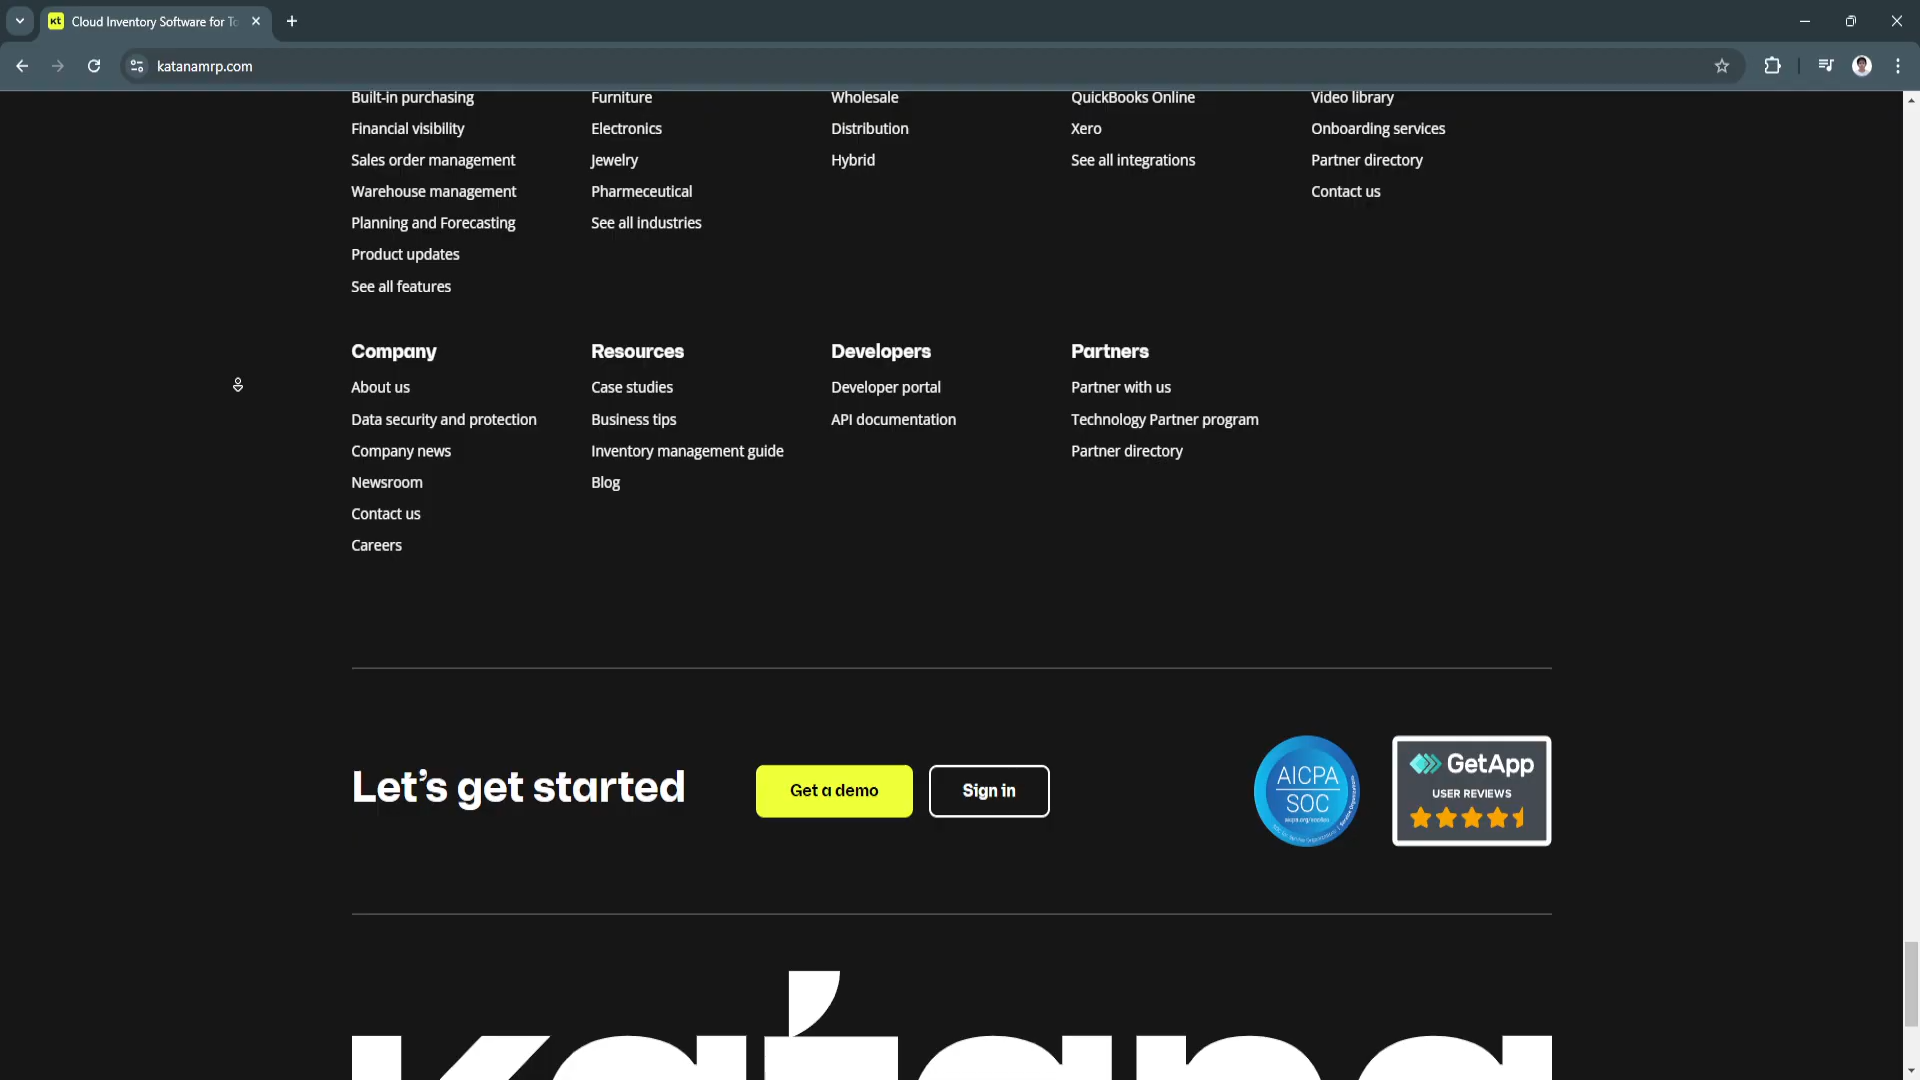 Cloud Inventory Software for To
katanamrp.com
Built-in purchasing
Financial visibility
Sales order management
Warehouse management
Planning and Forecasting
Product updates
See all features
Furniture
Electronics
Jewelry
Pharmeceutical
See all industries
Wholesale
Distribution
Hybrid
QuickBooks Online
Xero
See all integrations
Video library
Onboarding services
Partner directory
Contact us
Company
About us
Data security and protection
Company news
Newsroom
Contact us
Careers
Resources
Case studies
Business tips
Inventory management guide
Blog
Developers
Developer portal
API documentation
Partners
Partner with us
Technology Partner program
Partner directory
Let’s get started
Get a demo
Sign in
AICPA
SOC
GetApp
USER REVIEWS
katana